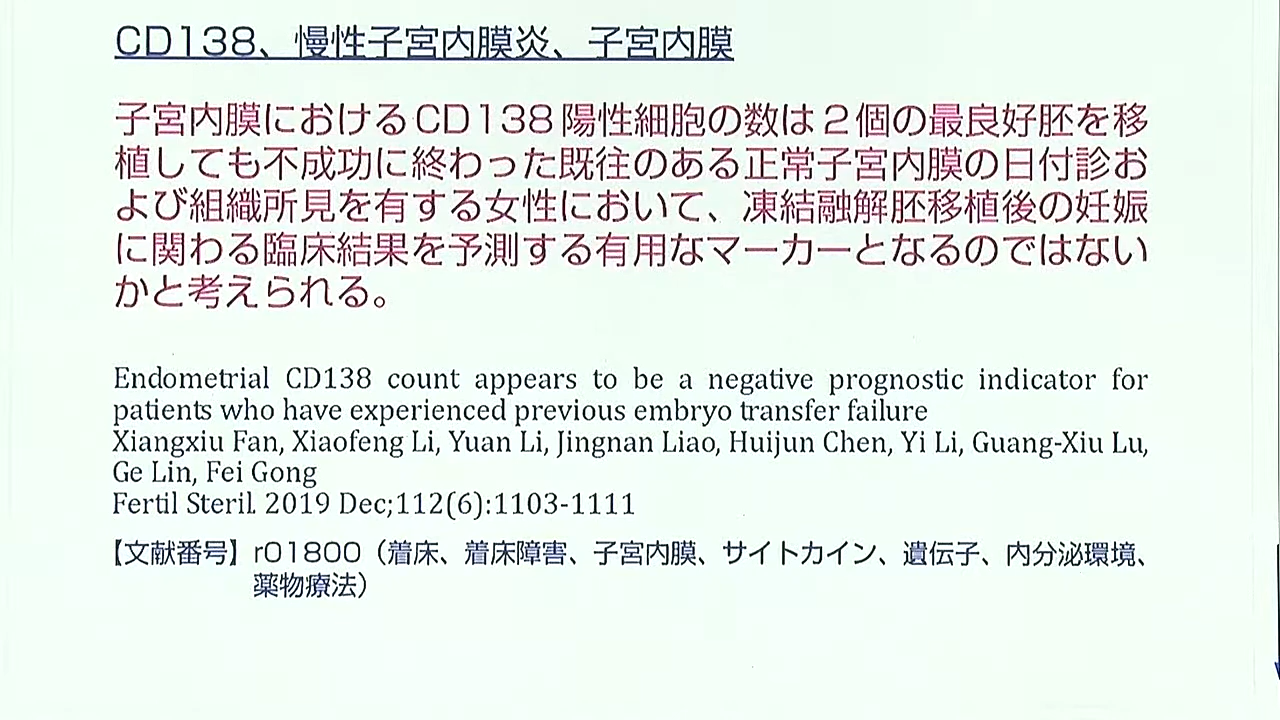 CD138、慢性子宮内膜炎、子宮内膜
子宮内膜におけるCD138陽性細胞の数は2個の最良好胚を移
植しても不成功に終わった既往のある正常子宮内膜の日付診お
よび組織所見を有する女性において、凍結融解胚移植後の妊娠
に関わる臨床結果を予測する有用なマーカーとなるのではない
かと考えられる。
Endometrial CD138 count appears to be a negative prognostic indicator for
patients who have experienced previous embryo transfer failure
Xiangxiu Fan, Xiaofeng Li, Yuan Li, Jingnan Liao, Huijun Chen, Yi Li, Guang-Xiu Lu,
Ge Lin, Fei Gong
Fertil Steril. 2019 Dec;112(6):1103-1111
【文献番号】r01800（着床、着床障害、子宮内膜、サイトカイン、遺伝子、内分泌環境、
薬物療法）